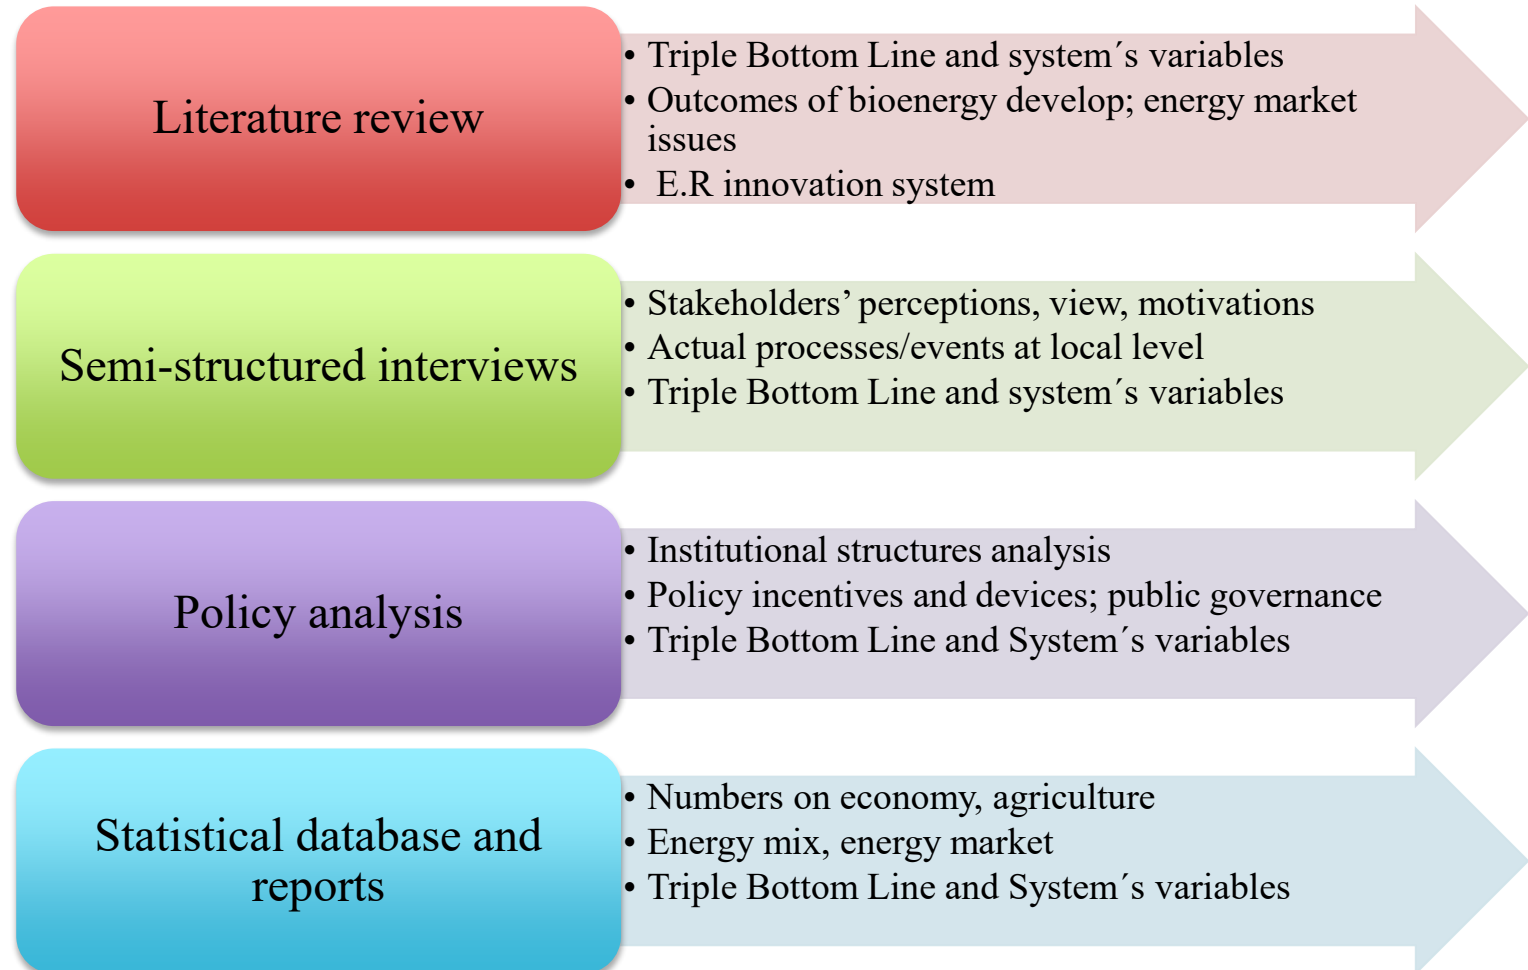 Literature review
• Triple Bottom Line and system´s variables
• Outcomes of bioenergy develop; energy market
issues
• E.R innovation system
Semi-structured interviews
• Stakeholders’ perceptions, view, motivations
• Actual processes/events at local level
• Triple Bottom Line and system´s variables
Policy analysis
• Institutional structures analysis
• Policy incentives and devices; public governance
• Triple Bottom Line and System´s variables
Statistical database and
reports
• Numbers on economy, agriculture
• Energy mix, energy market
• Triple Bottom Line and System´s variables